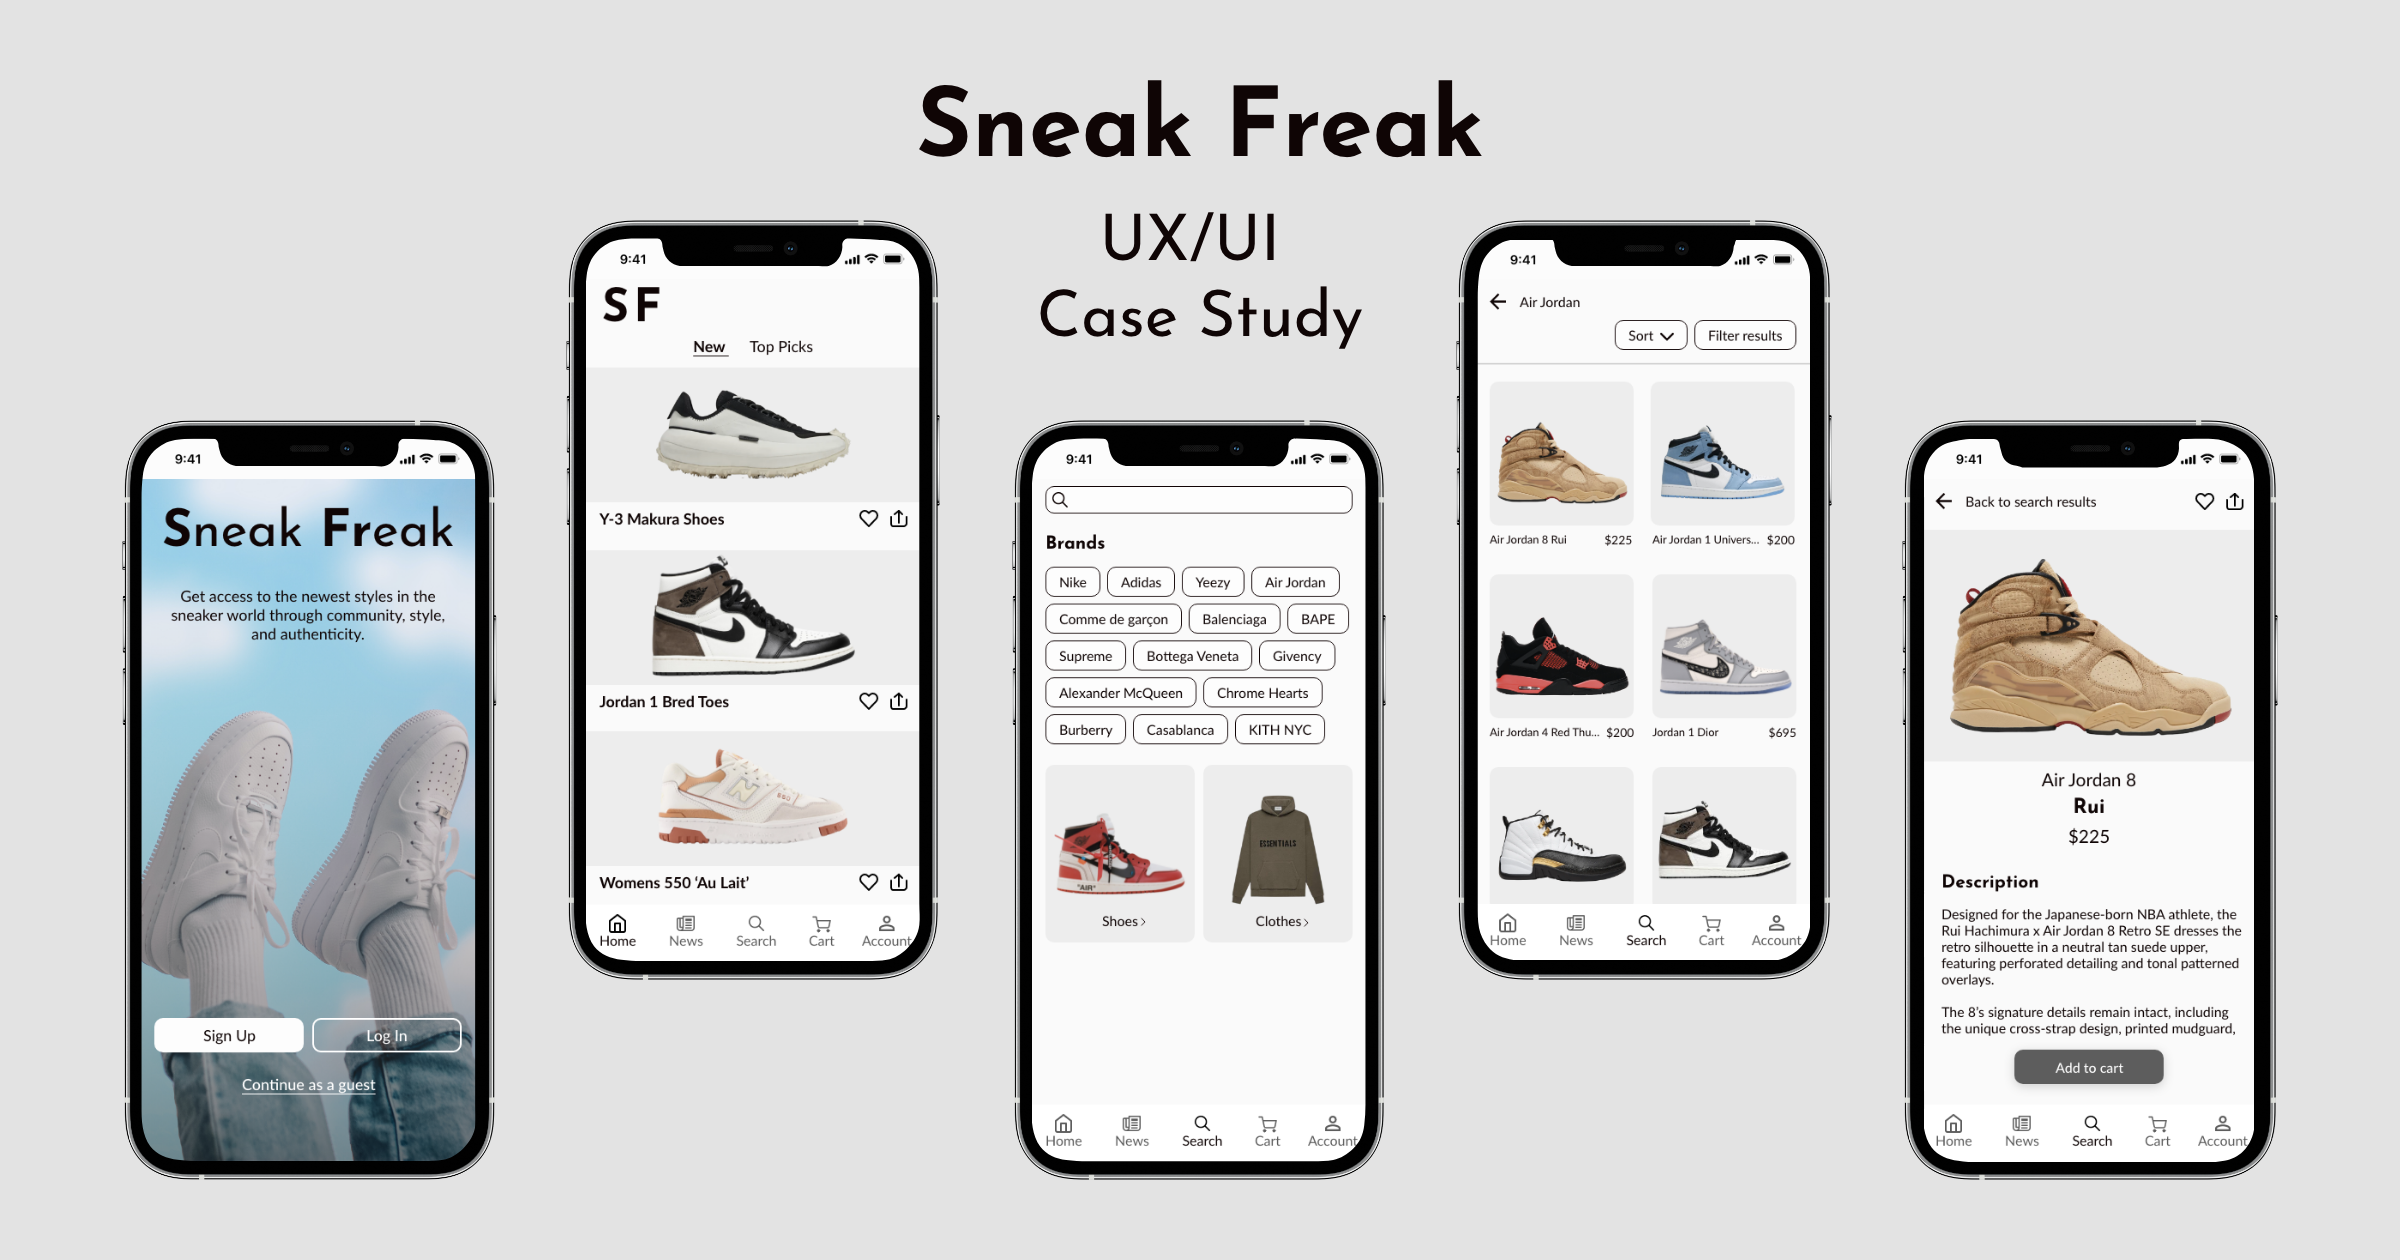 Sneak Freak
UX/UI
Case Study
9:41
Sneak Freak
Get access to the newest styles in the
sneaker world through community, style,
and authenticity.
Sign Up Log In
Continue as a guest
9:41
SF
New Top Picks
Y-3 Makura Shoes
Jordan 1 Bred Toes
550
Womens 550 ‘Au Lait’
Home News Search Cart Account
9:41
Brands
Nike Adidas Yeezy Air Jordan
Comme de garçon Balenciaga BAPE
Supreme Bottega Veneta Givency
Alexander McQueen Chrome Hearts
Burberry Casablanca KITH NYC
"AIR"
ESSENTIALS
Shoes› Clothes›
Home News Search Cart Account
9:41
Air Jordan
Sort Filter results
Air Jordan 8 Rui $225 Air Jordan 1 Univers... $200
Air Jordan 4 Red Thu... $200 Jordan 1 Dior $695
Home News Search Cart Account
9:41
Back to search results
Air Jordan 8
Rui
$225
Description
Designed for the Japanese-born NBA athlete, the
Rui Hachimura x Air Jordan 8 Retro SE dresses the
retro silhouette in a neutral tan suede upper,
featuring perforated detailing and tonal patterned
overlays.
The 8’s signature details remain intact, including
the unique cross-strap design, printed mudguard,
Add to cart
Home News Search Cart Account